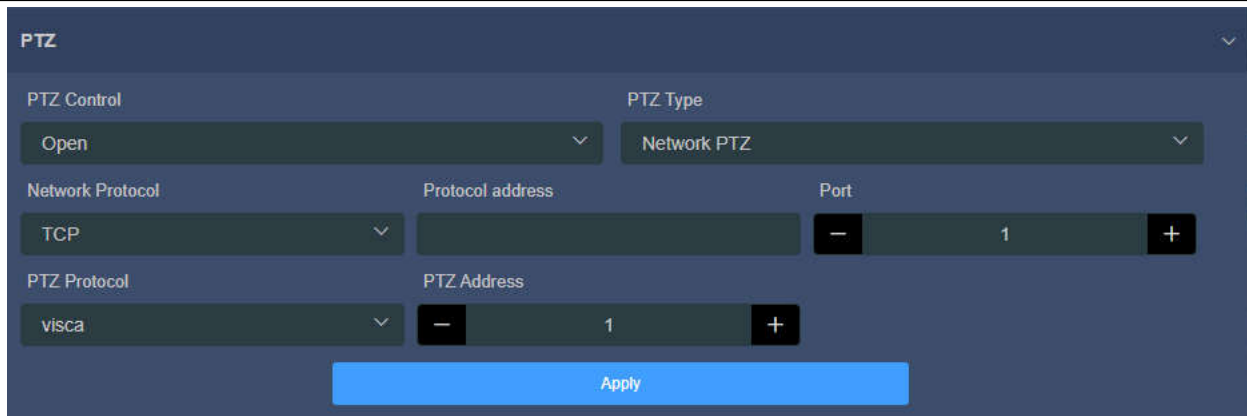 PTZ
PTZ Control PTZ Type
Open Network PTZ
Network Protocol Protocol address Port
TCP − 1 +
PTZ Protocol PTZ Address
visca − 1 +
Apply